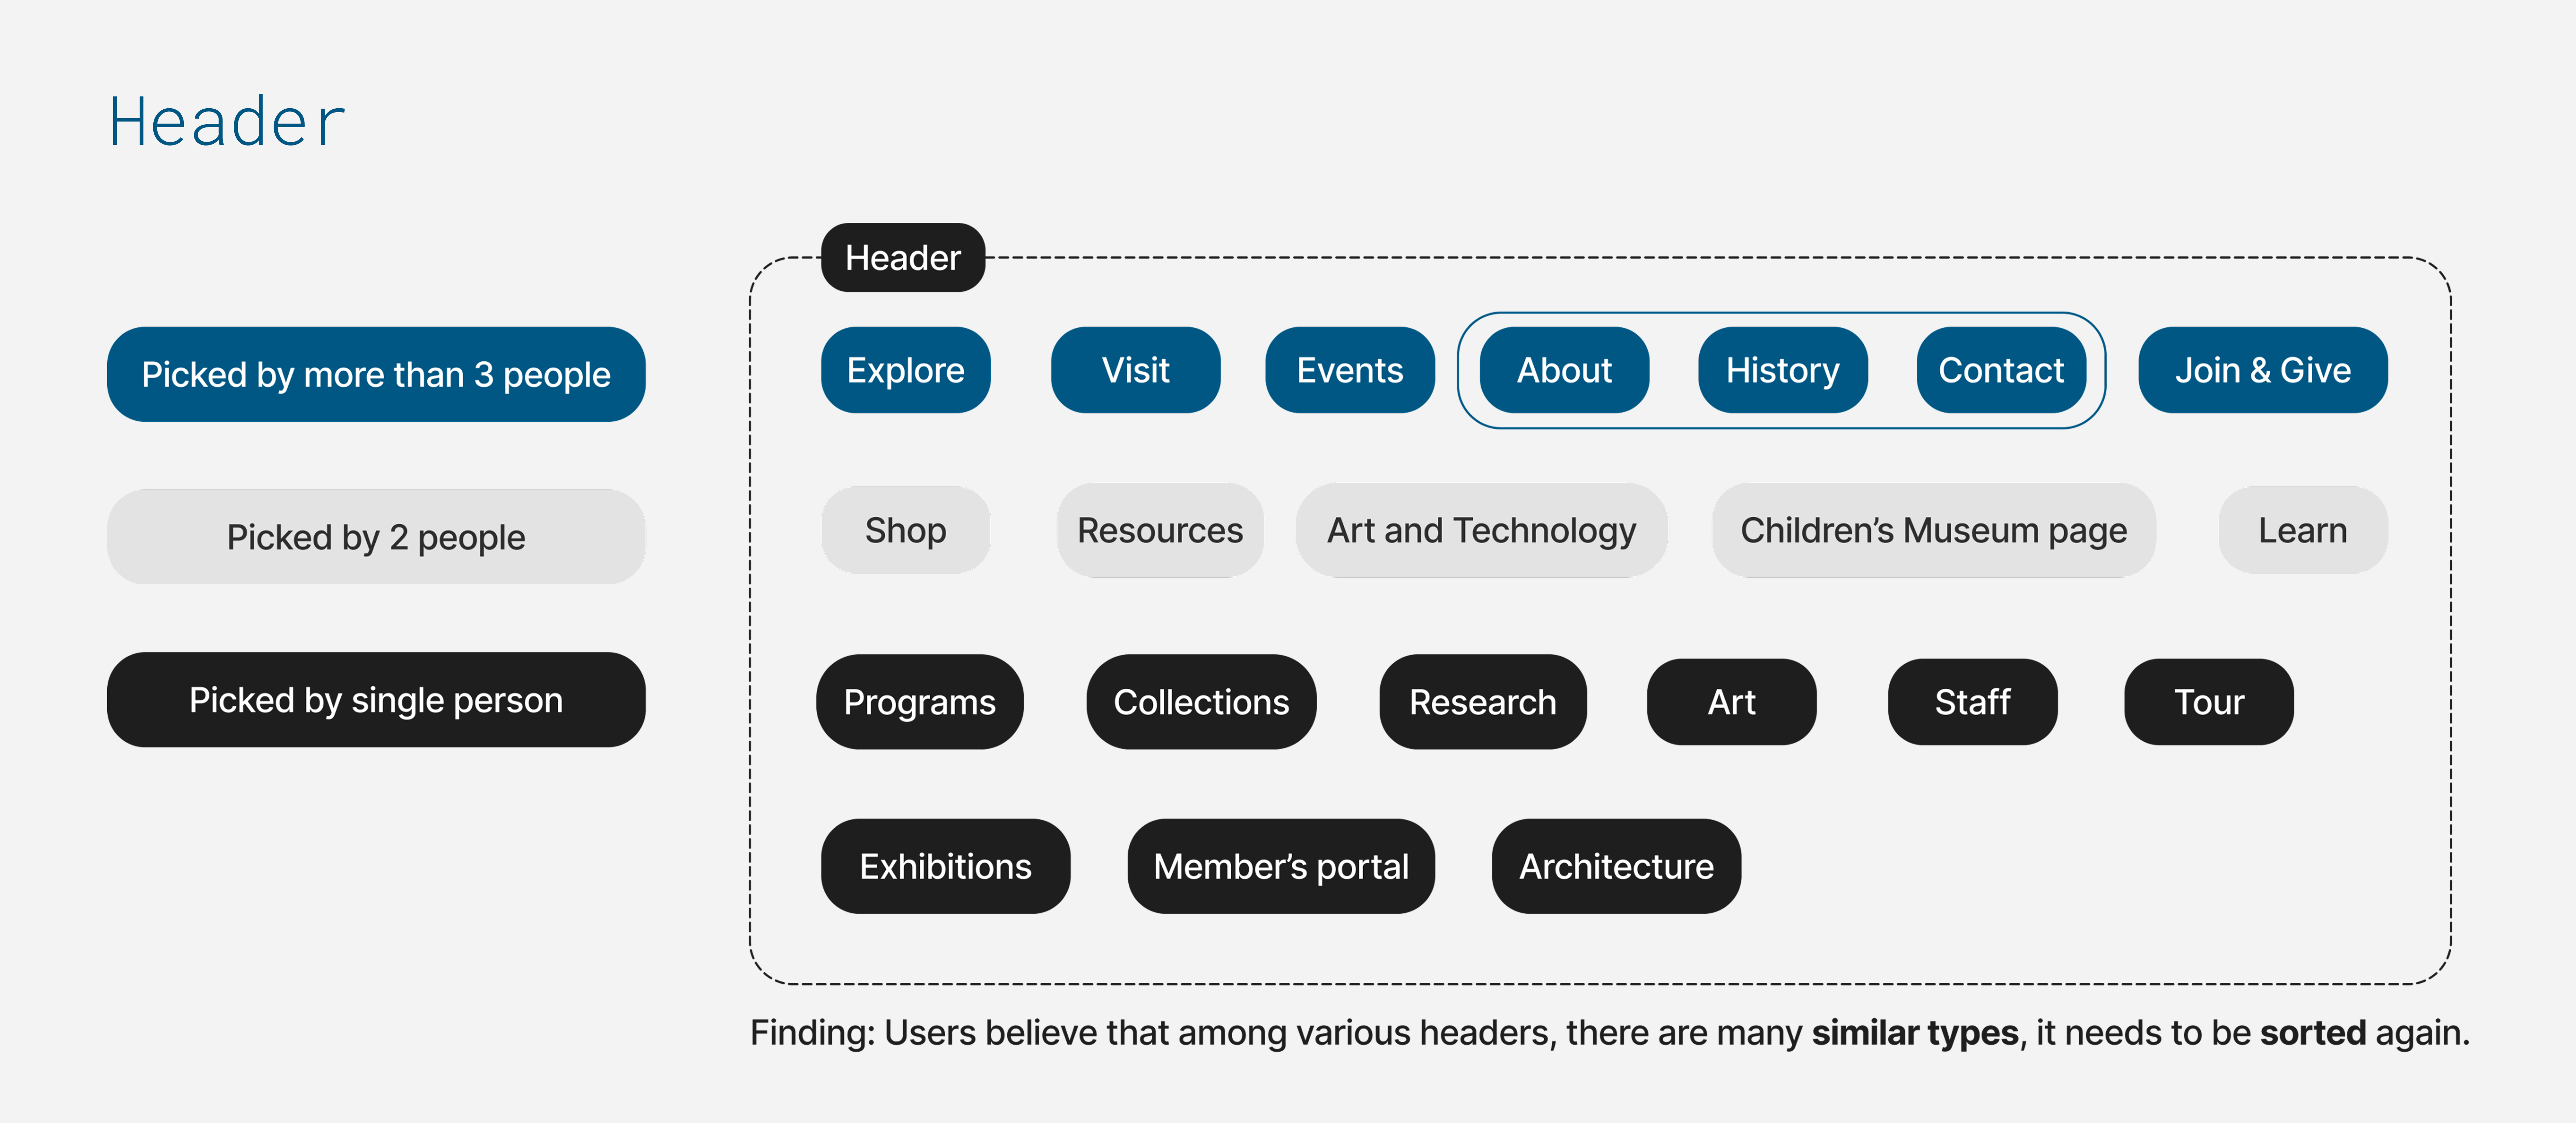 Header
Header
Picked by more than 3 people
Explore Visit Events About History Contact Join & Give
Picked by 2 people
Shop Resources Art and Technology Children’s Museum page Learn
Picked by single person
Programs Collections Research Art Staff Tour
Exhibitions Member’s portal Architecture
Finding: Users believe that among various headers, there are many similar types, it needs to be sorted again.